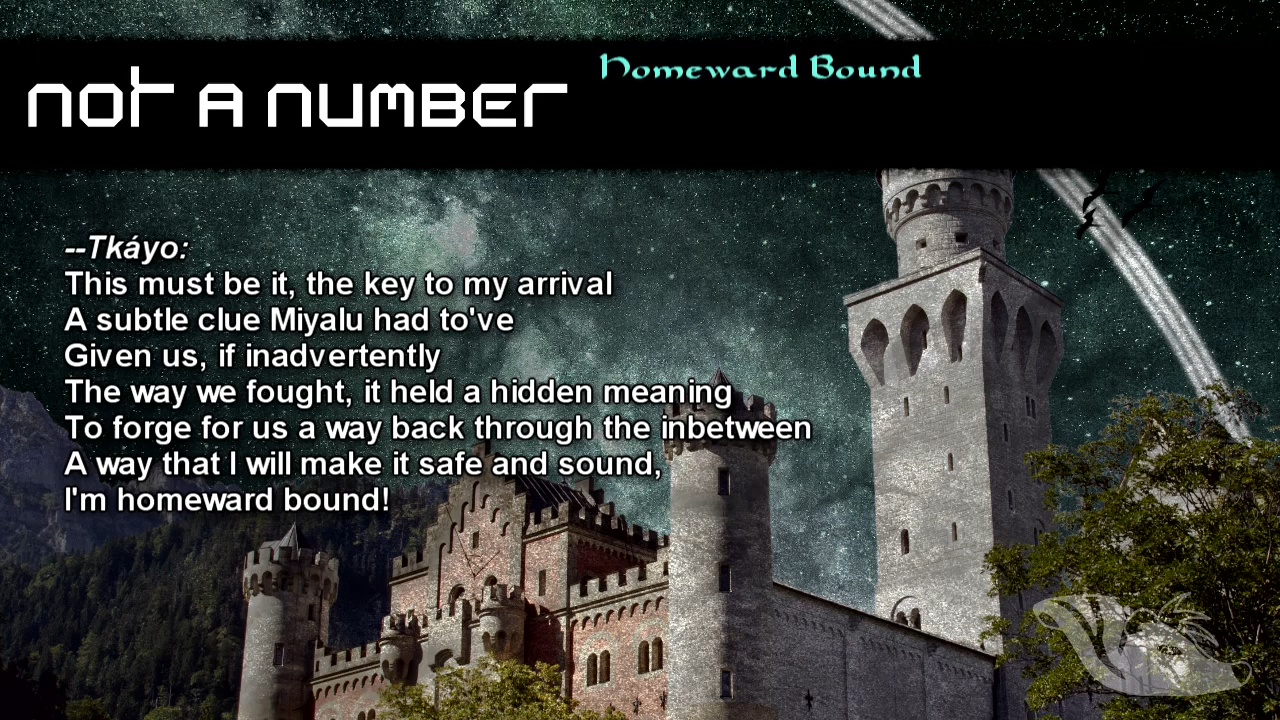 not a number
Homeward Bound
--Tkáyo:
This must be it, the key to my arrival
A subtle clue Miyalu had to've
Given us, if inadvertently
The way we fought, it held a hidden meaning
To forge for us a way back through the inbetween
A way that I will make it safe and sound,
I'm homeward bound!